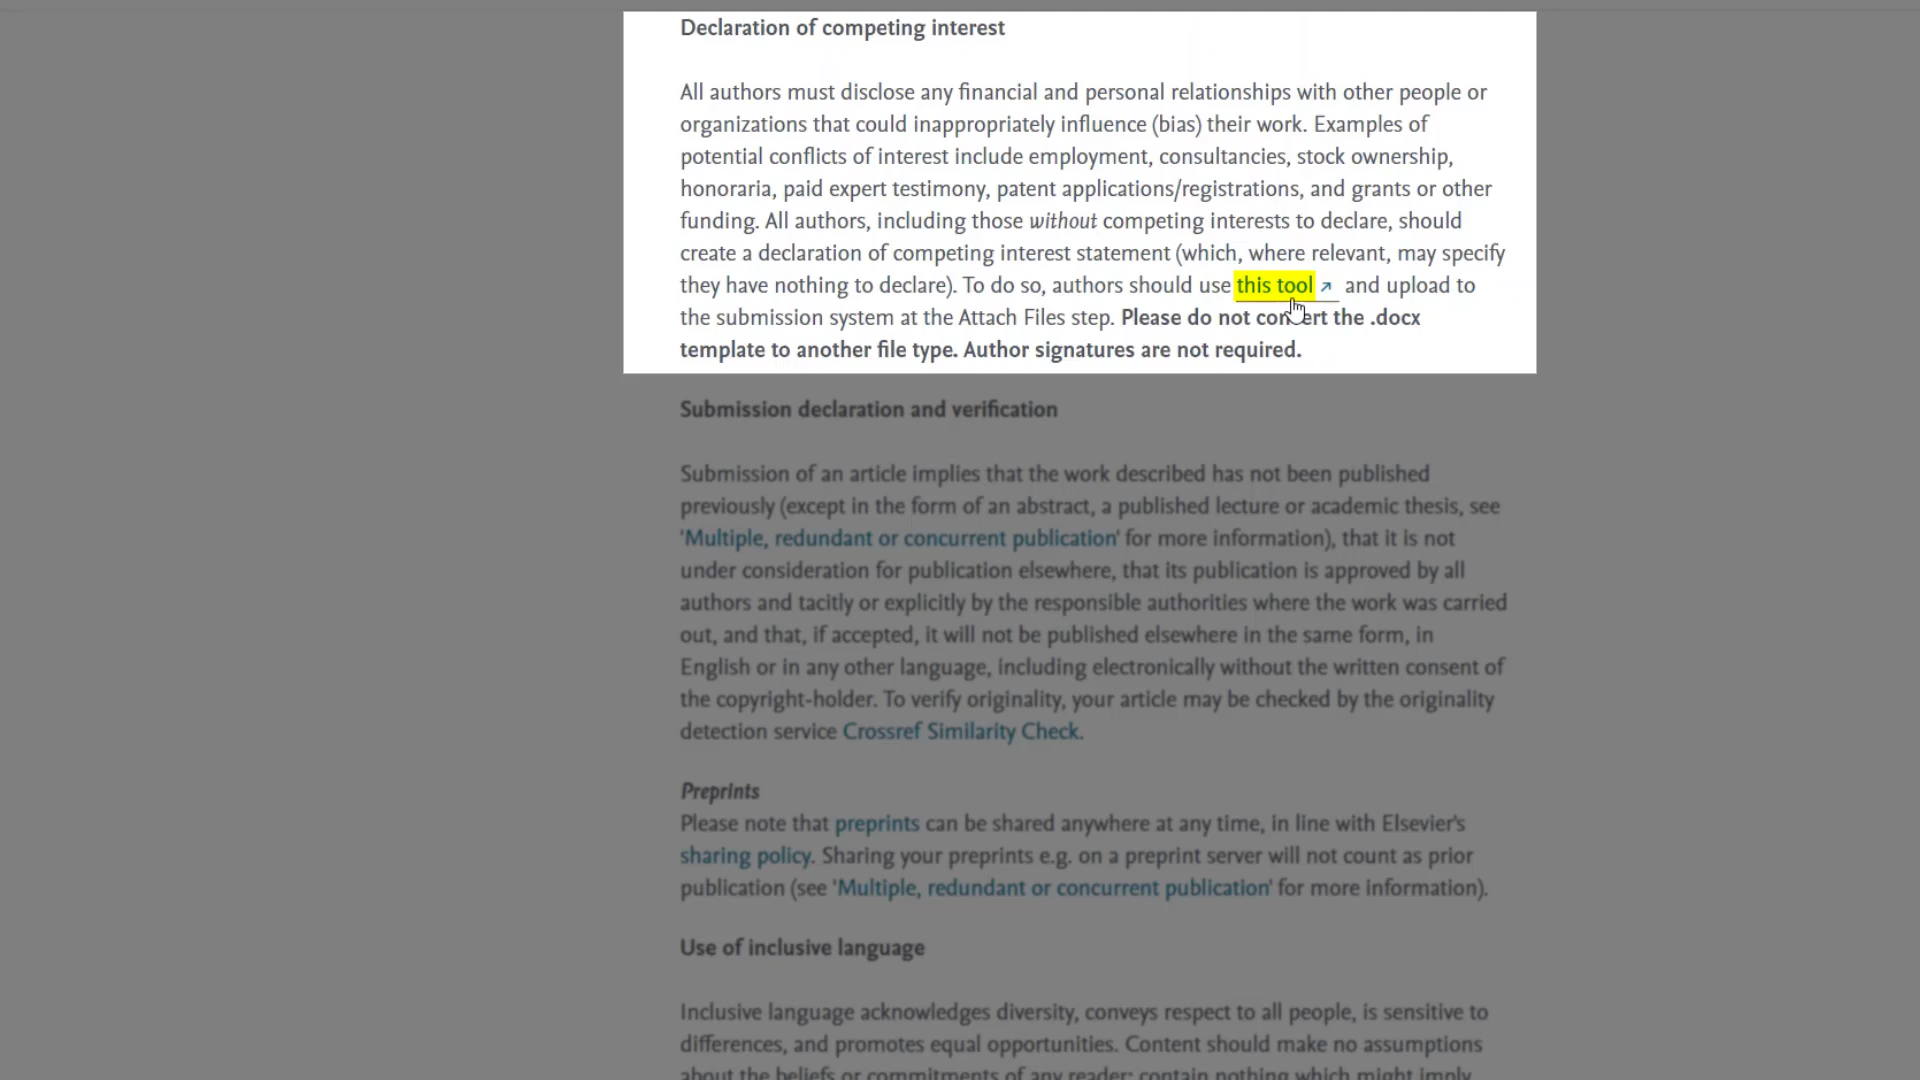 Declaration of competing interest
All authors must disclose any financial and personal relationships with other people or
organizations that could inappropriately influence (bias) their work. Examples of
potential conflicts of interest include employment, consultancies, stock ownership,
honoraria, paid expert testimony, patent applications/registrations, and grants or other
funding. All authors, including those without competing interests to declare, should
create a declaration of competing interest statement (which, where relevant, may specify
they have nothing to declare). To do so, authors should use this tool ↗ and upload to
the submission system at the Attach Files step. Please do not convert the .docx
template to another file type. Author signatures are not required.
Submission declaration and verification
Submission of an article implies that the work described has not been published
previously (except in the form of an abstract, a published lecture or academic thesis, see
'Multiple, redundant or concurrent publication' for more information), that it is not
under consideration for publication elsewhere, that its publication is approved by all
authors and tacitly or explicitly by the responsible authorities where the work was carried
out, and that, if accepted, it will not be published elsewhere in the same form, in
English or in any other language, including electronically without the written consent of
the copyright-holder. To verify originality, your article may be checked by the originality
detection service Crossref Similarity Check.
Preprints
Please note that preprints can be shared anywhere at any time, in line with Elsevier's
sharing policy. Sharing your preprints e.g. on a preprint server will not count as prior
publication (see 'Multiple, redundant or concurrent publication' for more information).
Use of inclusive language
Inclusive language acknowledges diversity, conveys respect to all people, is sensitive to
differences, and promotes equal opportunities. Content should make no assumptions
about the beliefs or commitments of any reader; contain nothing which might imply